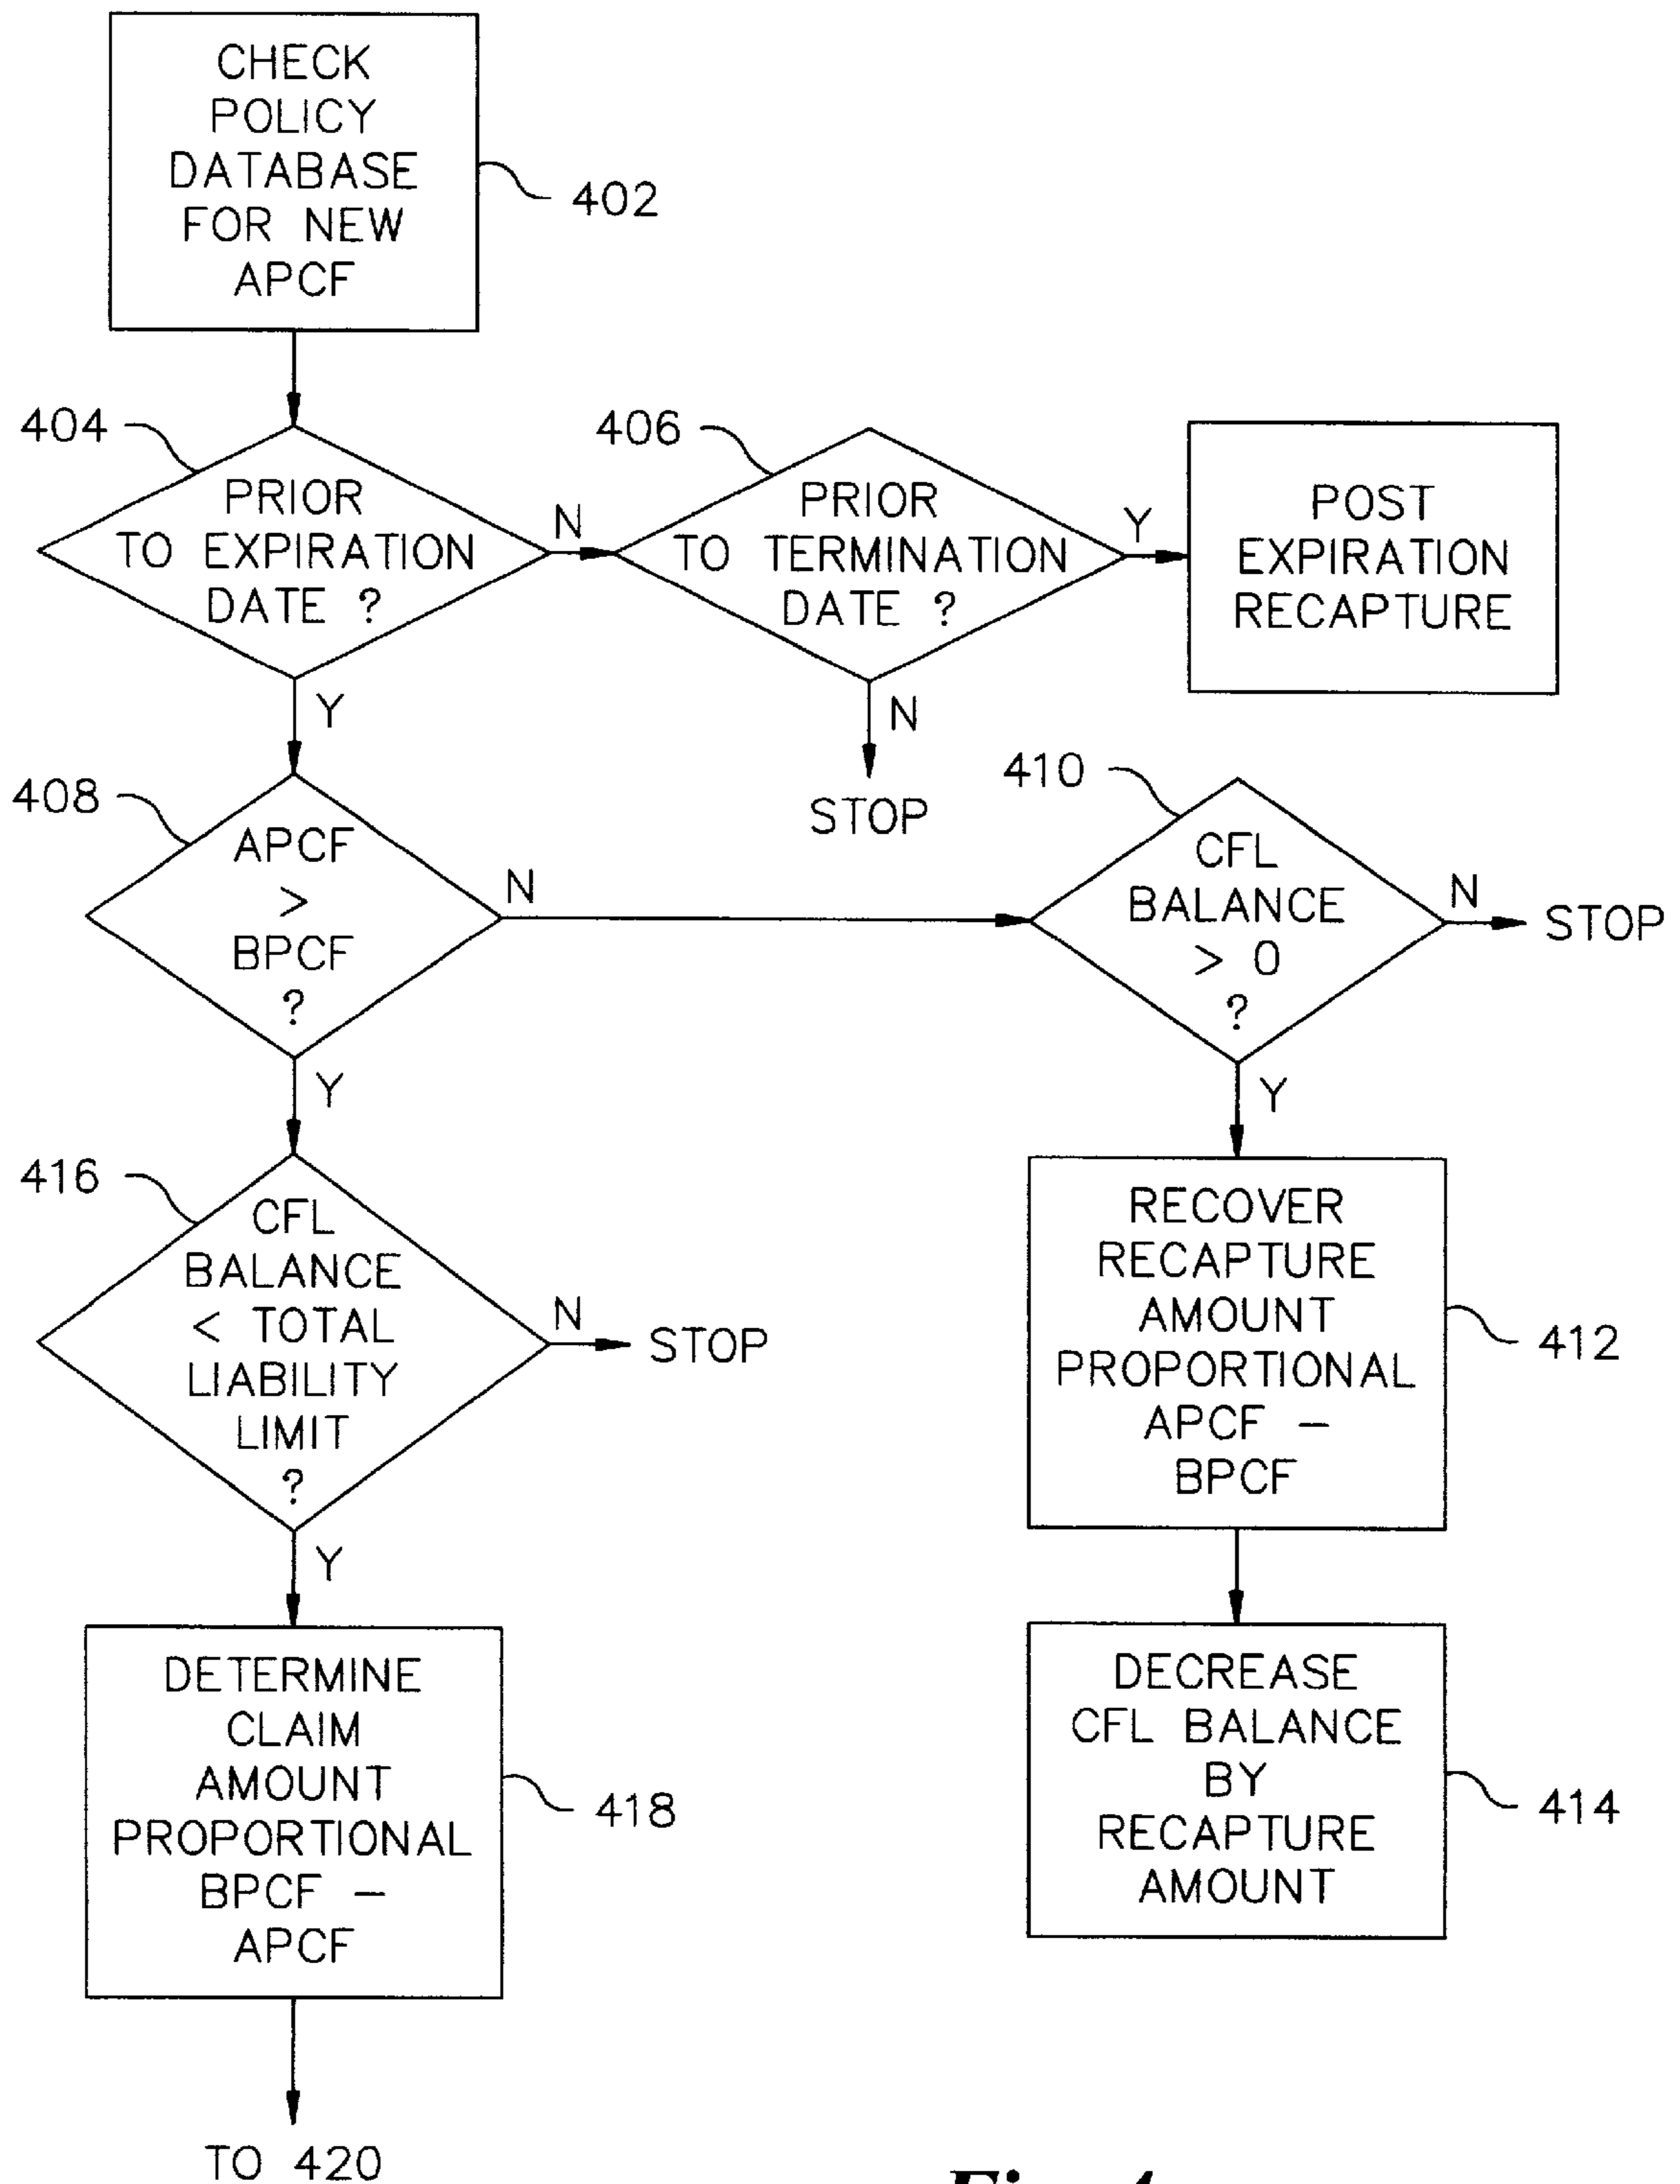 CHECK
POLICY
DATABASE
FOR NEW
APCF
402
404
PRIOR
TO EXPIRATION
DATE ?
N
Y
406
PRIOR
TO TERMINATION
DATE ?
Y
N
STOP
POST
EXPIRATION
RECAPTURE
408
APCF
>
BPCF
?
N
Y
410
CFL
BALANCE
> 0
?
N
STOP
Y
416
CFL
BALANCE
< TOTAL
LIABILITY
LIMIT
?
N
STOP
Y
RECOVER
RECAPTURE
AMOUNT
PROPORTIONAL
APCF –
BPCF
412
DETERMINE
CLAIM
AMOUNT
PROPORTIONAL
BPCF –
APCF
418
DECREASE
CFL BALANCE
BY
RECAPTURE
AMOUNT
414
TO 420